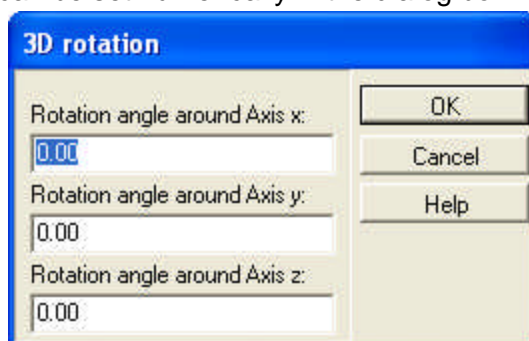 3D rotation
Rotation angle around Axis x:
0.00
Rotation angle around Axis y:
0.00
Rotation angle around Axis z:
0.00
OK
Cancel
Help